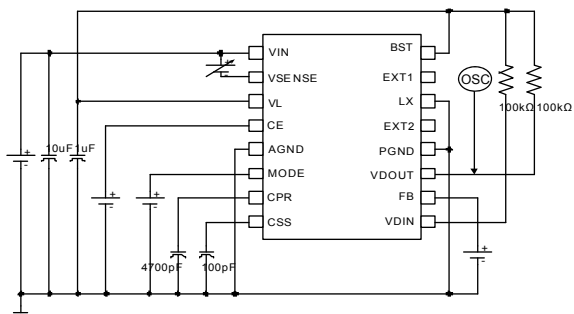 VIN
VSENSE
VL
CE
AGND
MODE
CPR
CSS
BST
EXT1
LX
EXT2
PGND
VDOUT
FB
VDIN
OSC
100kΩ 100kΩ
10uF 1uF
4700pF
100pF
+
-
+
-
+
-
+
-
+
-